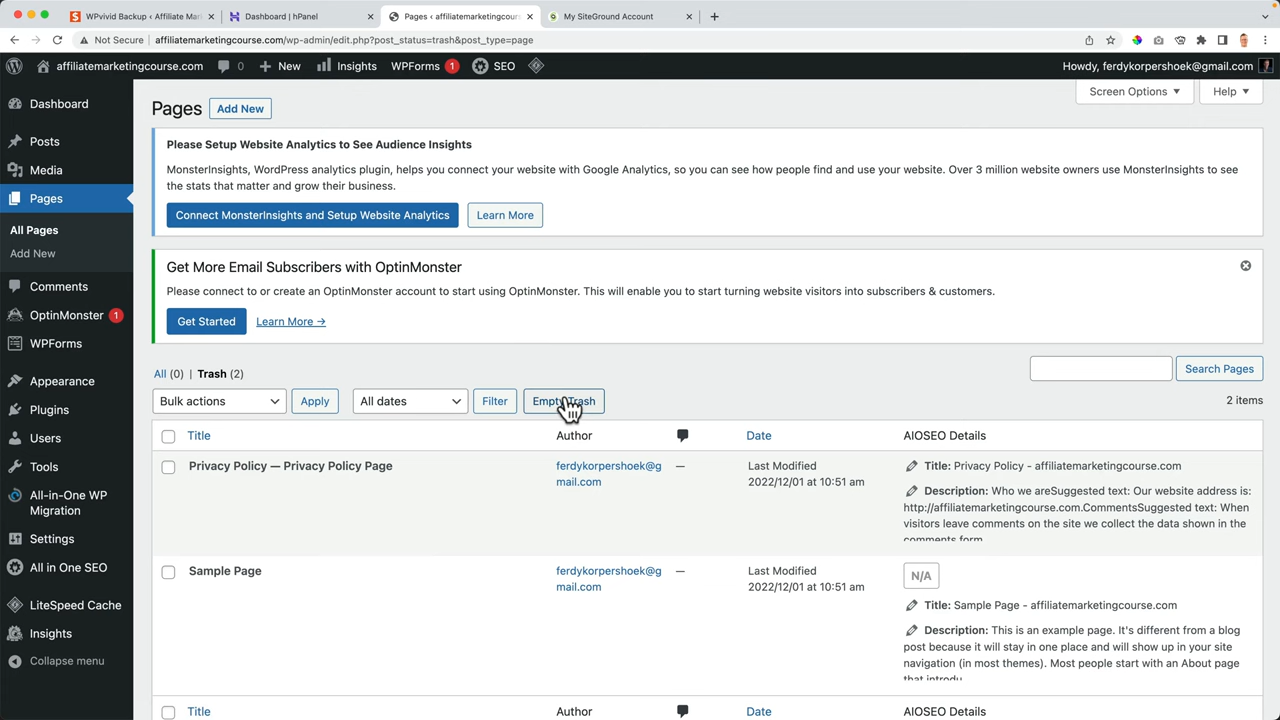 WPvivid Backup ‹ Affiliate Mar
Dashboard | hPanel
Pages ‹ affiliatemarketingcours
My SiteGround Account
Not Secure
affiliatemarketingcourse.com/wp-admin/edit.php?post_status=trash&post_type=page
affiliatemarketingcourse.com
0
New
Insights
WPForms 1
SEO
Howdy, ferdykorpershoek@gmail.com
Dashboard
Posts
Media
Pages
All Pages
Add New
Comments
OptinMonster 1
WPForms
Appearance
Plugins
Users
Tools
All-in-One WP
Migration
Settings
All in One SEO
LiteSpeed Cache
Insights
Collapse menu
Screen Options
Help
Pages
Add New
Please Setup Website Analytics to See Audience Insights
MonsterInsights, WordPress analytics plugin, helps you connect your website with Google Analytics, so you can see how people find and use your website. Over 3 million website owners use MonsterInsights to
see the stats that matter and grow their business.
Connect MonsterInsights and Setup Website Analytics
Learn More
Get More Email Subscribers with OptinMonster
Please connect to or create an OptinMonster account to start using OptinMonster. This will enable you to start turning website visitors into subscribers & customers.
Get Started
Learn More →
All (0) | Trash (2)
Search Pages
Bulk actions
Apply
All dates
Filter
Empty Trash
2 items
Title
Author
Date
AIOSEO Details
Privacy Policy — Privacy Policy Page
ferdykorpershoek@g
mail.com
—
Last Modified
2022/12/01 at 10:51 am
Title: Privacy Policy - affiliatemarketingcourse.com
Description: Who we areSuggested text: Our website address is:
http://affiliatemarketingcourse.com.CommentsSuggested text: When
visitors leave comments on the site we collect the data shown in the
comments form
Sample Page
ferdykorpershoek@g
mail.com
—
Last Modified
2022/12/01 at 10:51 am
N/A
Title: Sample Page - affiliatemarketingcourse.com
Description: This is an example page. It's different from a blog
post because it will stay in one place and will show up in your site
navigation (in most themes). Most people start with an About page
that introdu
Title
Author
Date
AIOSEO Details